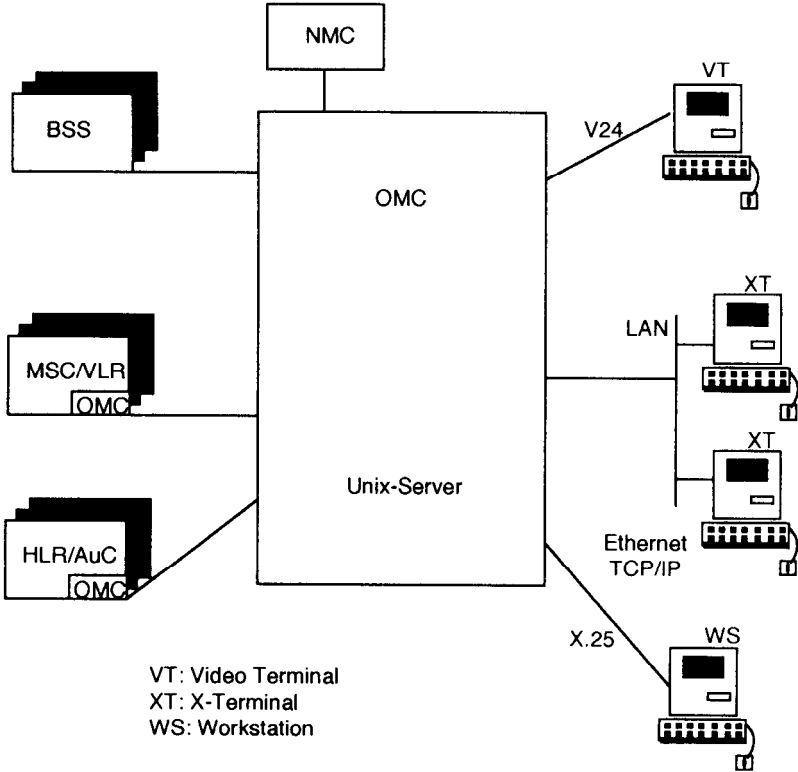 NMC
BSS
VT
V24
OMC
XT
LAN
MSC/VLR
OMC
XT
Unix-Server
HLR/AuC
OMC
Ethernet
TCP/IP
X.25
WS
VT: Video Terminal
XT: X-Terminal
WS: Workstation